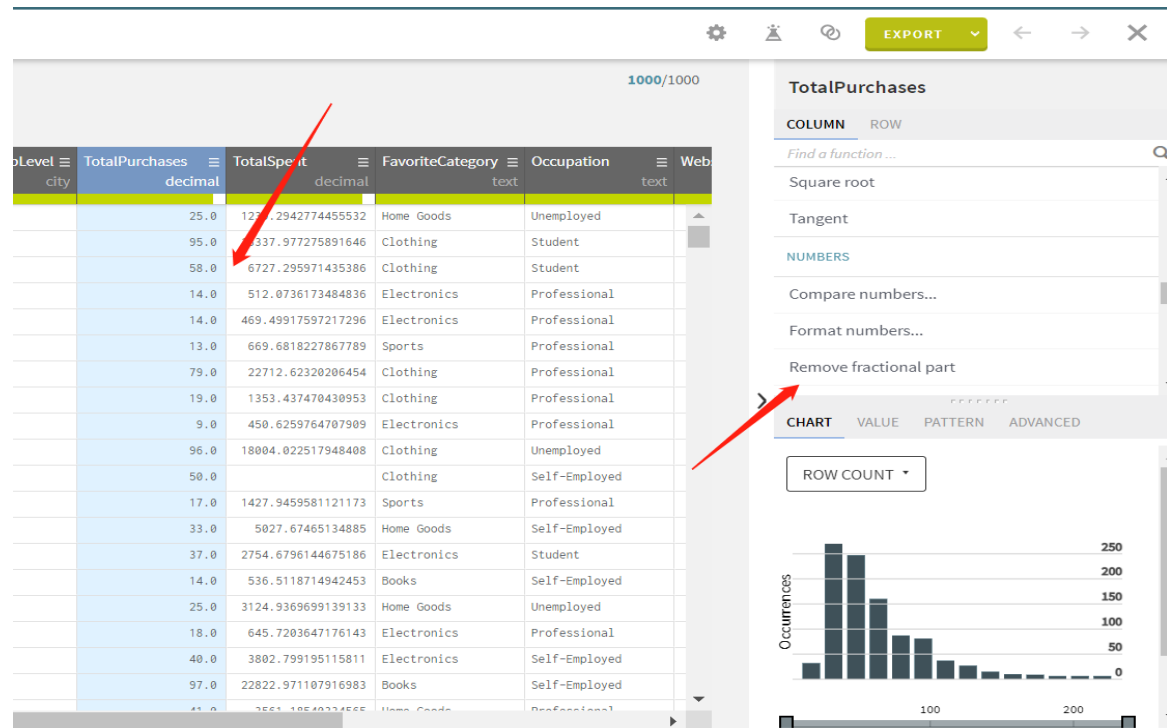 EXPORT
1000/1000
TotalPurchases
COLUMN ROW
Find a function ...
Square root
Tangent
NUMBERS
Compare numbers...
Format numbers...
Remove fractional part
CHART VALUE PATTERN ADVANCED
ROW COUNT
Occurrences
250
200
150
100
50
0
100 200
pLevel TotalPurchases TotalSpent FavoriteCategory Occupation Webs
city decimal decimal text text
25.0 Home Goods Unemployed
95.0 Clothing Student
58.0 6727.295971435386 Clothing Student
14.0 512.0736173484836 Electronics Professional
14.0 469.49917597217296 Electronics Professional
13.0 669.6818227867789 Sports Professional
79.0 22712.62320206454 Clothing Professional
19.0 1353.437470430953 Clothing Professional
9.0 450.6259764707909 Electronics Professional
96.0 18004.022517948408 Clothing Unemployed
50.0 Clothing Self-Employed
17.0 1427.9459581121173 Sports Professional
33.0 5027.67465134885 Home Goods Self-Employed
37.0 2754.6796144675186 Electronics Student
14.0 536.5118714942453 Books Self-Employed
25.0 3124.9369699139133 Home Goods Unemployed
18.0 645.7203647176143 Electronics Professional
40.0 3802.799195115811 Electronics Self-Employed
97.0 22822.971107916983 Books Self-Employed